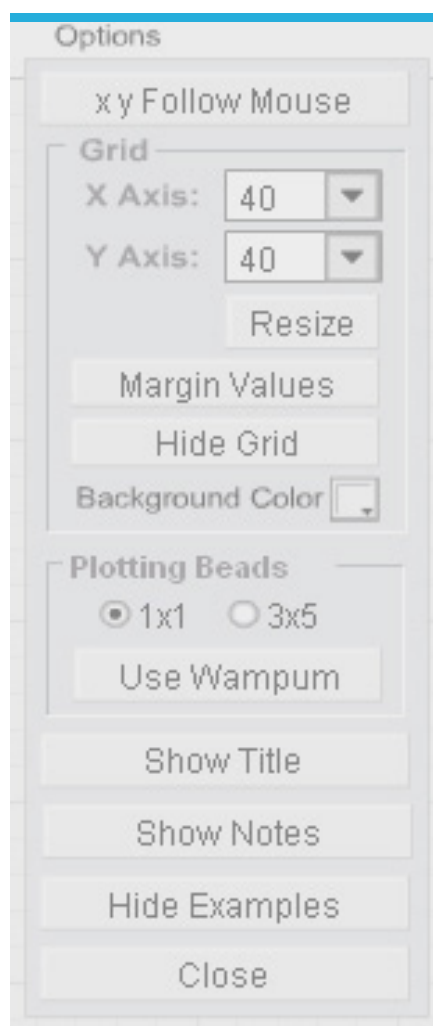 Options
x y Follow Mouse
Grid
X Axis: 40
Y Axis: 40
Resize
Margin Values
Hide Grid
Background Color
Plotting Beads
1x1 3x5
Use Wampum
Show Title
Show Notes
Hide Examples
Close